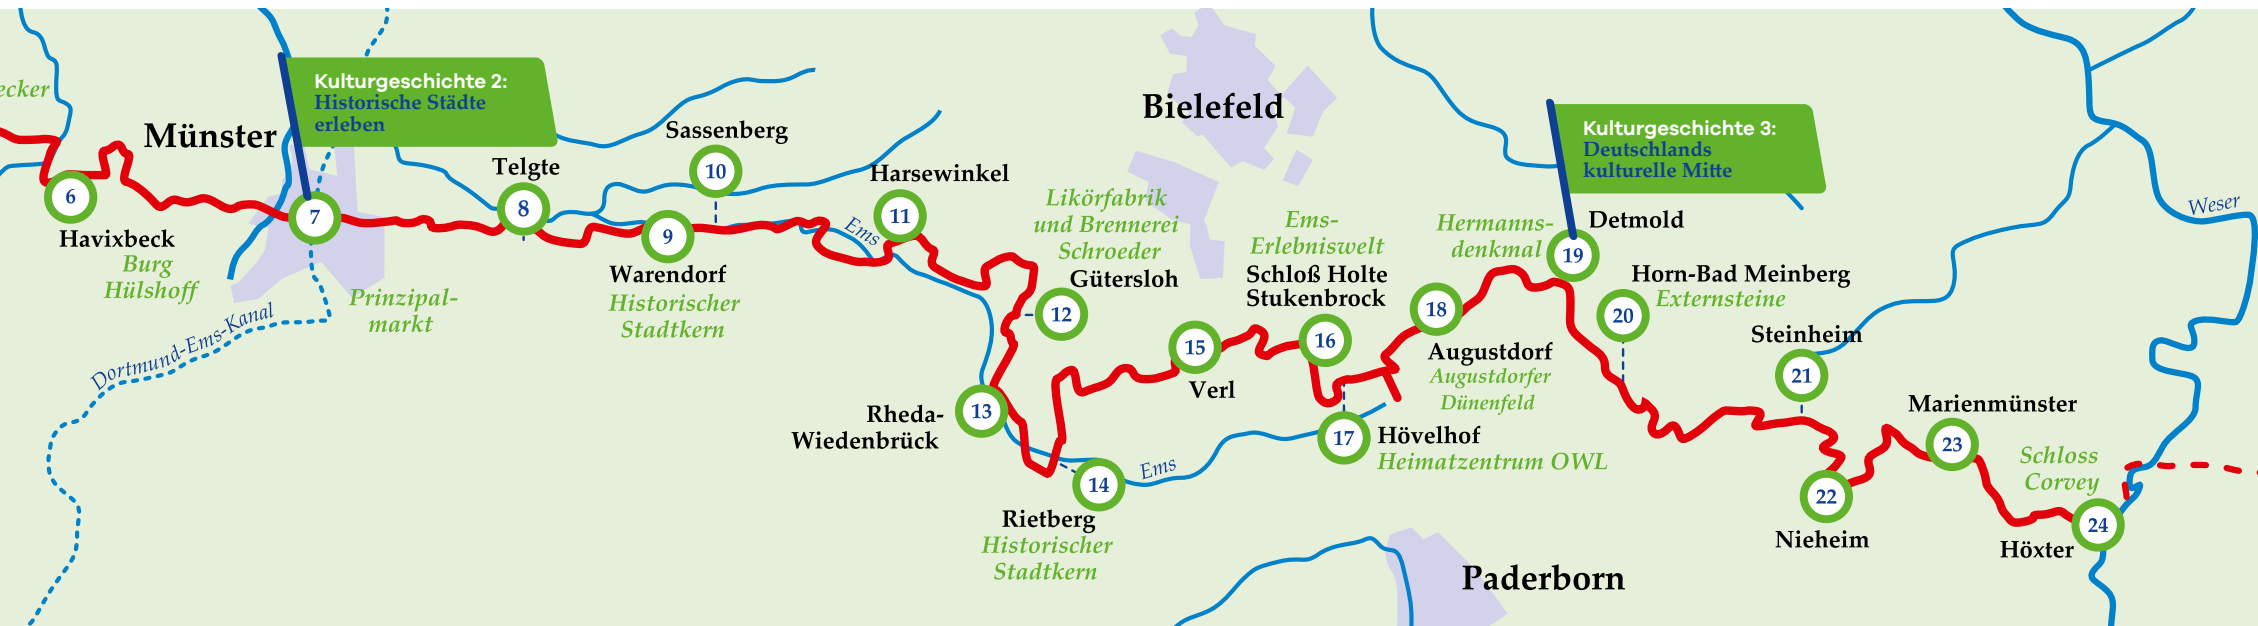 ecker
6
Havixbeck
Burg
Hülshoff
Münster
Kulturgeschichte 2:
Historische Städte
erleben
7
Prinzipal-
markt
Dortmund-Ems-Kanal
Telgte
8
9
Warendorf
Historischer
Stadtkern
Sassenberg
10
Ems
Harsewinkel
11
Likörfabrik
und Brennerei
Schroeder
Gütersloh
12
13
Rheda-
Wiedenbrück
14
Rietberg
Historischer
Stadtkern
Ems
Bielefeld
15
Verl
Ems-
Erlebniswelt
Schloß Holte
Stukenbrock
16
17
Hövelhof
Heimatzentrum OWL
18
Augustdorf
Augustdorfer
Dünenfeld
Hermanns-
denkmal
Kulturgeschichte 3:
Deutschlands
kulturelle Mitte
Detmold
19
Horn-Bad Meinberg
Externsteine
20
Steinheim
21
22
Nieheim
Marienmünster
23
Schloss
Corvey
24
Höxter
Weser
Paderborn